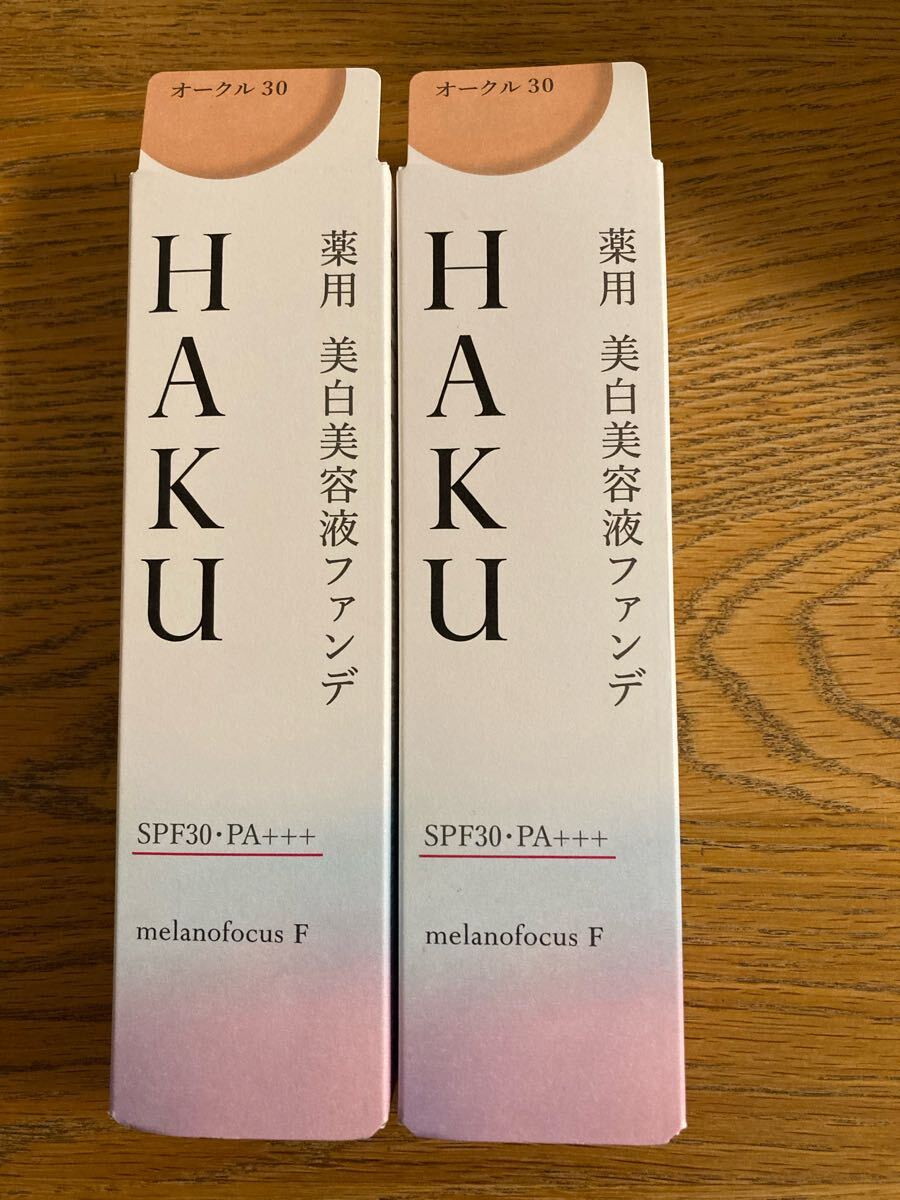 オークル 30
HAKU
薬用 美白美容液ファンデ
SPF30・PA+++
melanofocus F
オークル 30
HAKU
薬用 美白美容液ファンデ
SPF30・PA+++
melanofocus F